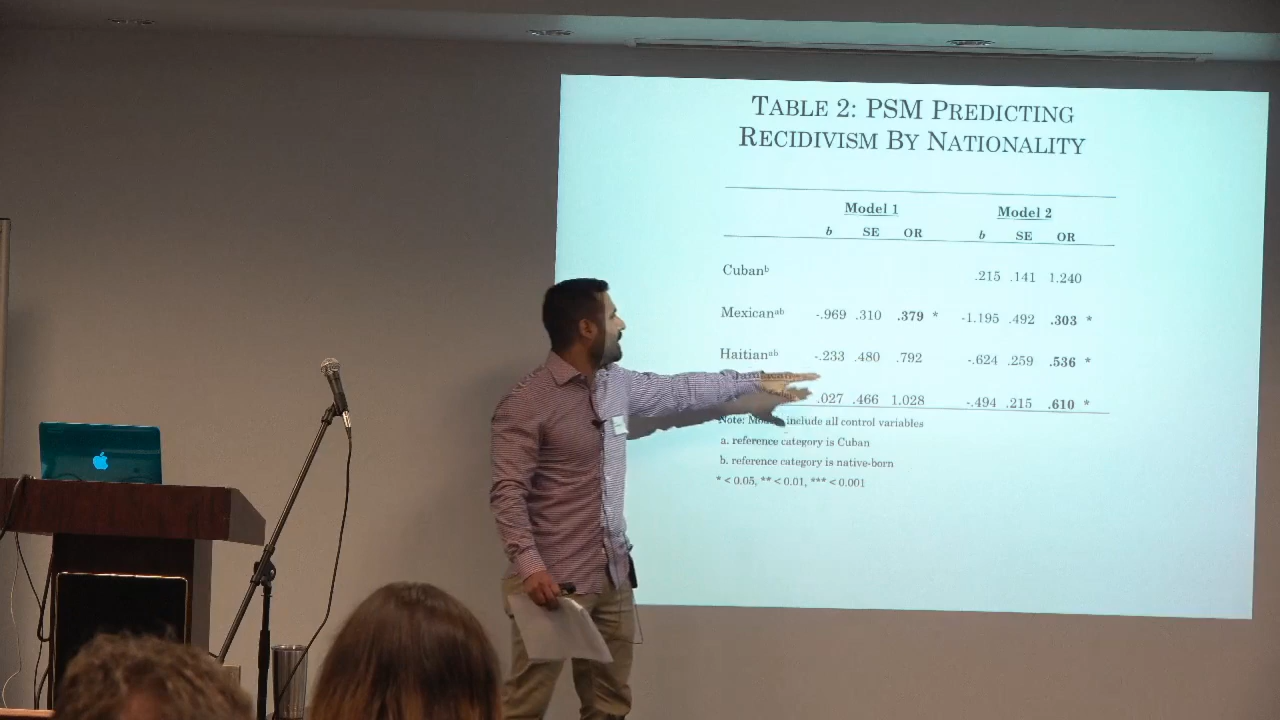 TABLE 2: PSM PREDICTING
RECIDIVISM BY NATIONALITY
Model 1 Model 2
b SE OR b SE OR
Cubanᵇ .215 .141 1.240
Mexicanᵃᵇ -.969 .310 .379 * -1.195 .492 .303 *
Haitianᵃᵇ -.233 .480 .792 -.624 .259 .536 *
.027 .466 1.028 -.494 .215 .610 *
Note: include all control variables
a. reference category is Cuban
b. reference category is native-born
* < 0.05, ** < 0.01, *** < 0.001